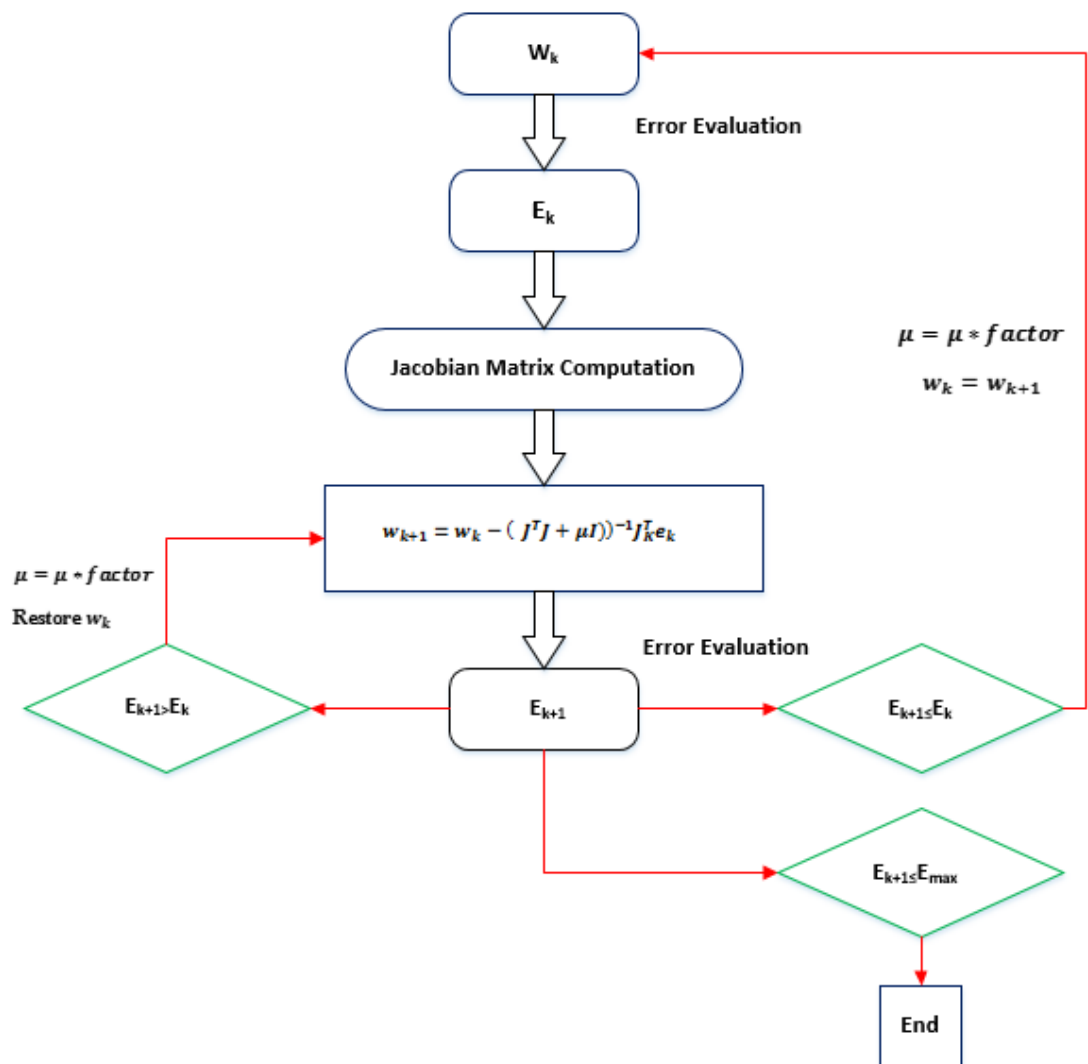 Wₖ
Error Evaluation
Eₖ
Jacobian Matrix Computation
μ = μ * factor
wₖ = wₖ₊₁
wₖ₊₁ = wₖ − ( JᵀJ + μI))⁻¹Jₖᵀeₖ
μ = μ * factor
Restore wₖ
Error Evaluation
Eₖ₊₁>Eₖ
Eₖ₊₁
Eₖ₊₁≤Eₖ
Eₖ₊₁≤Eₘₐₓ
End